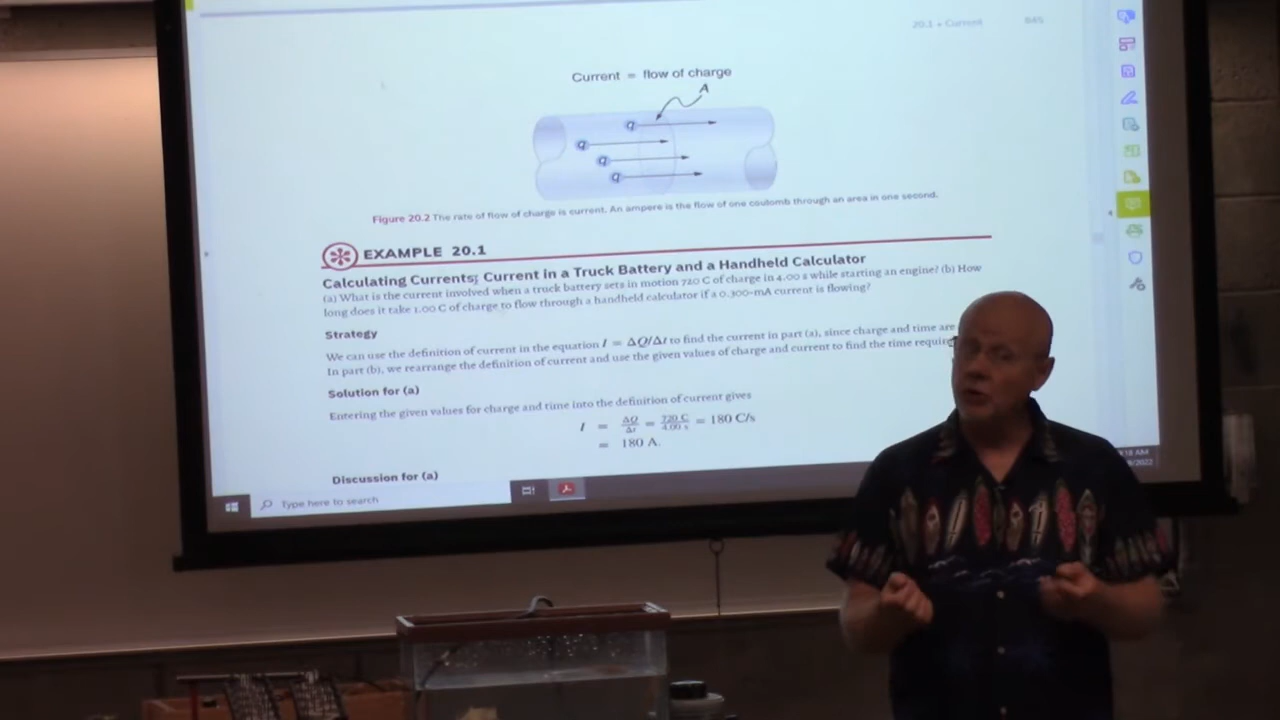 20.1 • Current 845
Current = flow of charge
A
q
q
q
q
Figure 20.2 The rate of flow of charge is current. An ampere is the flow of one coulomb through an area in one second.
EXAMPLE 20.1
Calculating Currents: Current in a Truck Battery and a Handheld Calculator
(a) What is the current involved when a truck battery sets in motion 720 C of charge in 4.00 s while starting an engine? (b) How
long does it take 1.00 C of charge to flow through a handheld calculator if a 0.300-mA current is flowing?
Strategy
We can use the definition of current in the equation I = ΔQ/Δt to find the current in part (a), since charge and time are
In part (b), we rearrange the definition of current and use the given values of charge and current to find the time
Solution for (a)
Entering the given values for charge and time into the definition of current gives
I = ΔQ/Δt = 720 C/4.00 s = 180 C/s
= 180 A.
Discussion for (a)
Type here to search